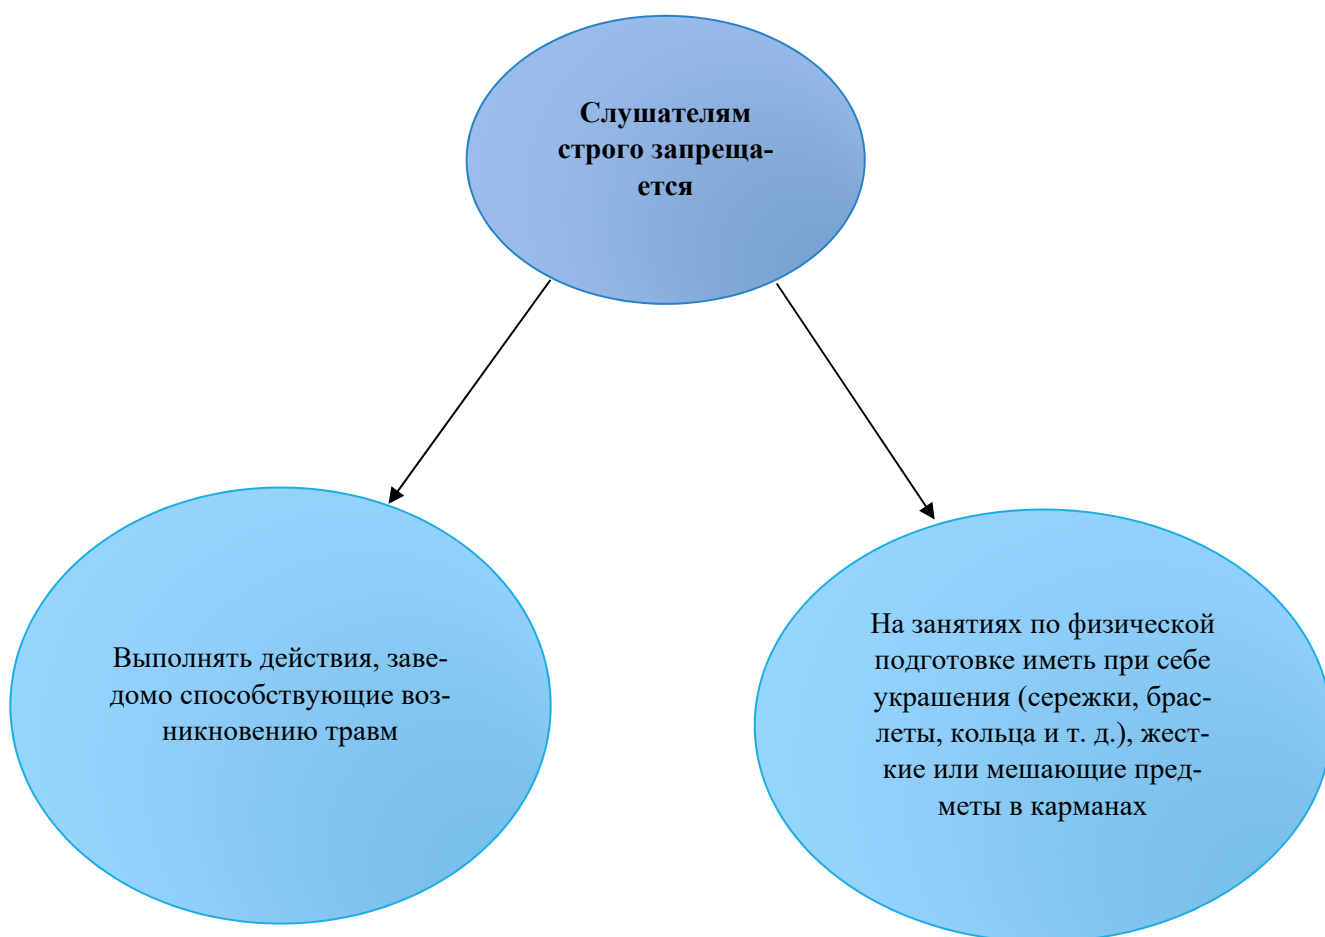 Слушателям
строго запреща-
ется
Выполнять действия, заве-
домо способствующие воз-
никновению травм
На занятиях по физической
подготовке иметь при себе
украшения (сережки, брас-
леты, кольца и т. д.), жест-
кие или мешающие пред-
меты в карманах